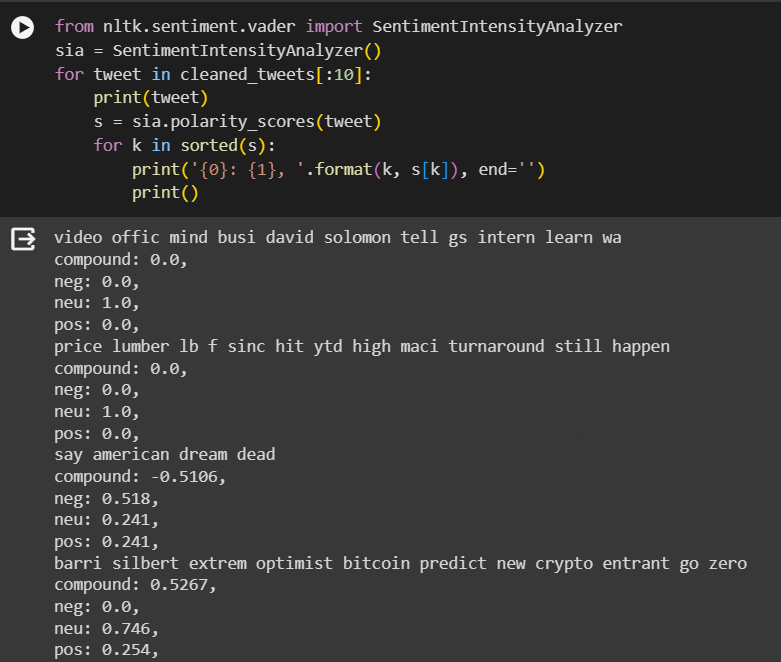 from nltk.sentiment.vader import SentimentIntensityAnalyzer
sia = SentimentIntensityAnalyzer()
for tweet in cleaned_tweets[:10]:
    print(tweet)
    s = sia.polarity_scores(tweet)
    for k in sorted(s):
        print('{0}: {1}, '.format(k, s[k]), end='')
        print()
video offic mind busi david solomon tell gs intern learn wa
compound: 0.0,
neg: 0.0,
neu: 1.0,
pos: 0.0,
price lumber lb f sinc hit ytd high maci turnaround still happen
compound: 0.0,
neg: 0.0,
neu: 1.0,
pos: 0.0,
say american dream dead
compound: -0.5106,
neg: 0.518,
neu: 0.241,
pos: 0.241,
barri silbert extrem optimist bitcoin predict new crypto entrant go zero
compound: 0.5267,
neg: 0.0,
neu: 0.746,
pos: 0.254,